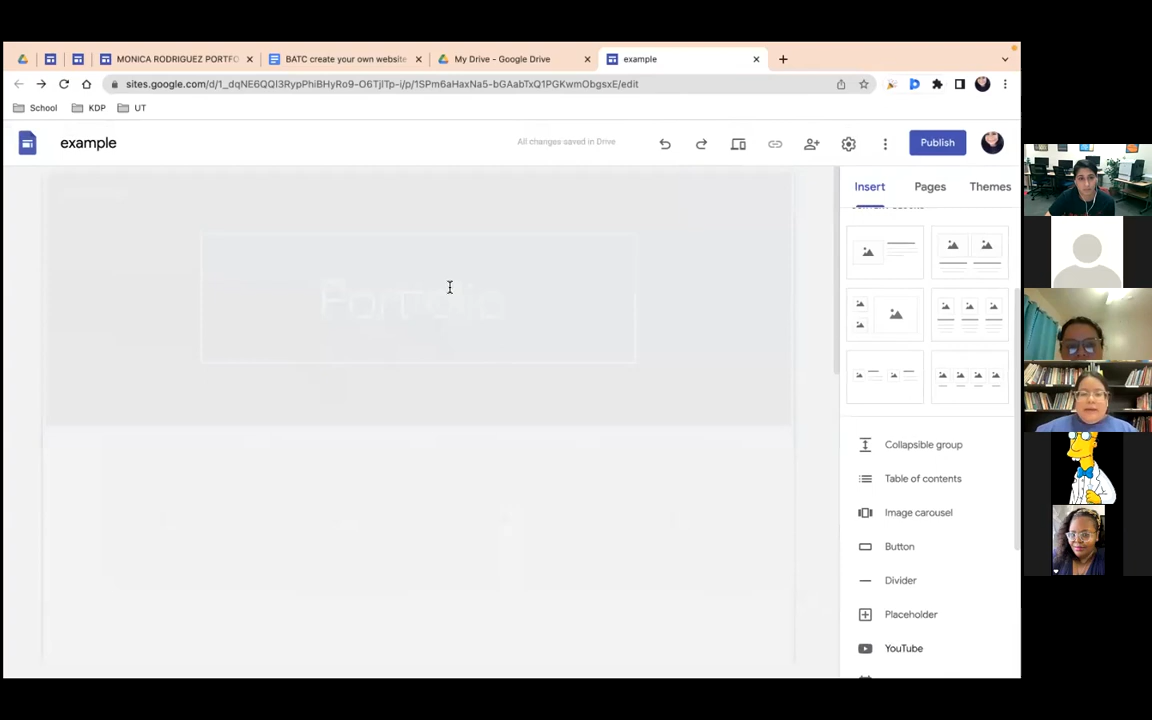 MONICA RODRIGUEZ PORTFO
BATC create your own website
My Drive - Google Drive
example
sites.google.com/d/1_dqNE6QQI3RypPhiBHyRo9-O6TjITp-i/p/1SPm6aHaxNa5-bGAabTxQ1PGKwmObgsxE/edit
School
KDP
UT
example
All changes saved in Drive
Publish
Insert
Pages
Themes
Portfolio
Collapsible group
Table of contents
Image carousel
Button
Divider
Placeholder
YouTube